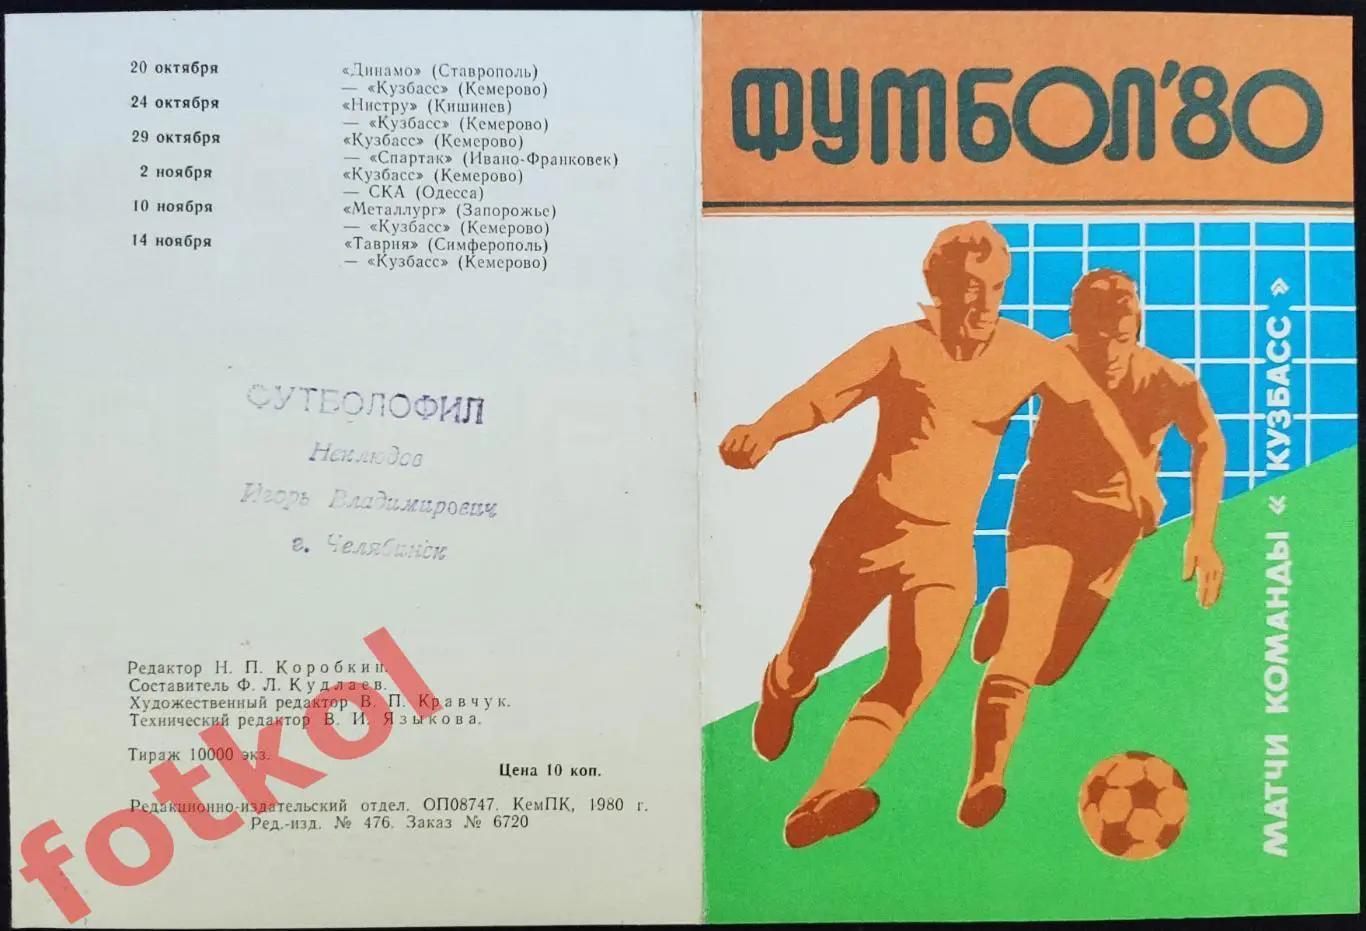 20 октября «Динамо» (Ставрополь)
— «Кузбасс» (Кемерово)
24 октября «Нистру» (Кишинев)
— «Кузбасс» (Кемерово)
29 октября «Кузбасс» (Кемерово)
— «Спартак» (Ивано-Франковск)
2 ноября «Кузбасс» (Кемерово)
— СКА (Одесса)
10 ноября «Металлург» (Запорожье)
— «Кузбасс» (Кемерово)
14 ноября «Таврия» (Симферополь)
— «Кузбасс» (Кемерово)
ФУТБОЛОФИЛ
Неклюдов
Игорь Владимирович
г. Челябинск
Редактор Н. П. Коробкин.
Составитель Ф. Л. Кудлаев.
Художественный редактор В. П. Кравчук.
Технический редактор В. И. Языкова.
Тираж 10000 экз.
Цена 10 коп.
Редакционно-издательский отдел. ОП08747. КемПК, 1980 г.
Ред.-изд. № 476. Заказ № 6720
fotkol
ФУТБОЛ'80
МАТЧИ КОМАНДЫ « КУЗБАСС »